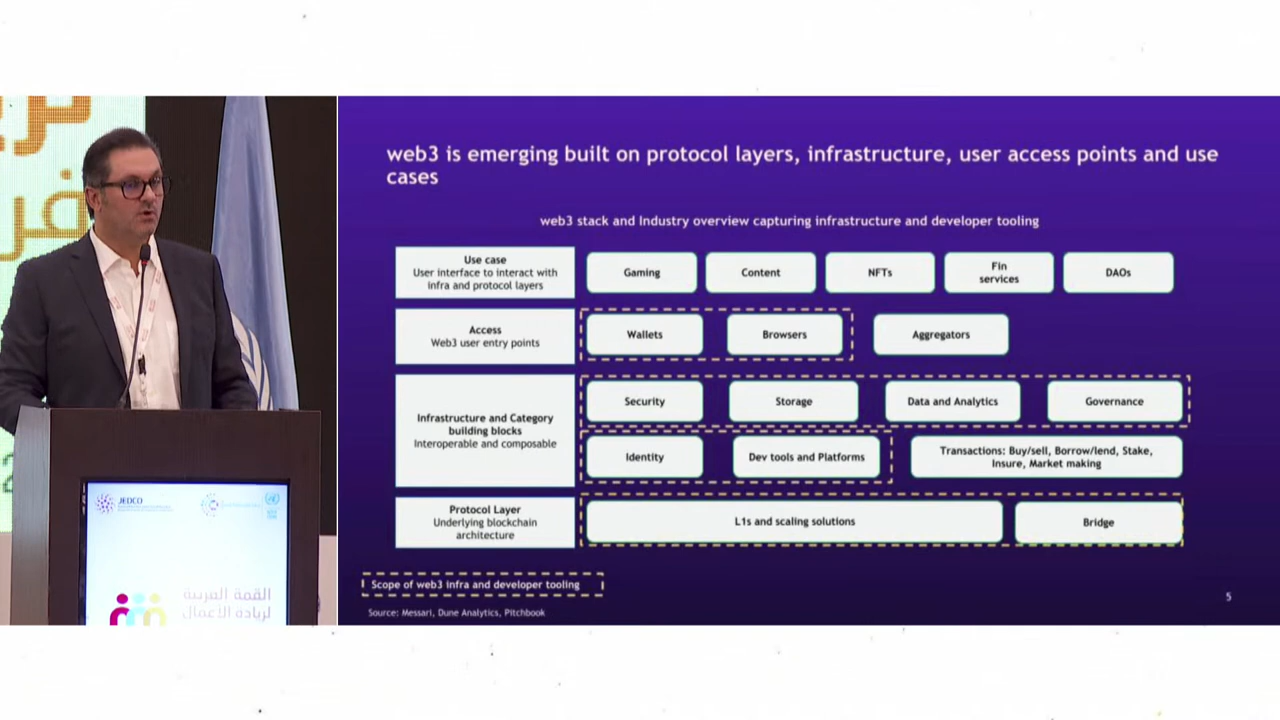 web3 is emerging built on protocol layers, infrastructure, user access points and use
cases
web3 stack and Industry overview capturing infrastructure and developer tooling
Use case
User interface to interact with
infra and protocol layers
Gaming
Content
NFTs
Fin
services
DAOs
Access
Web3 user entry points
Wallets
Browsers
Aggregators
Infrastructure and Category
building blocks
Interoperable and composable
Security
Storage
Data and Analytics
Governance
Identity
Dev tools and Platforms
Transactions: Buy/sell, Borrow/lend, Stake,
Insure, Market making
Protocol Layer
Underlying blockchain
architecture
L1s and scaling solutions
Bridge
Scope of web3 infra and developer tooling
Source: Messari, Dune Analytics, Pitchbook
5
JEDCO
القمة العربية
لريادة الأعمال